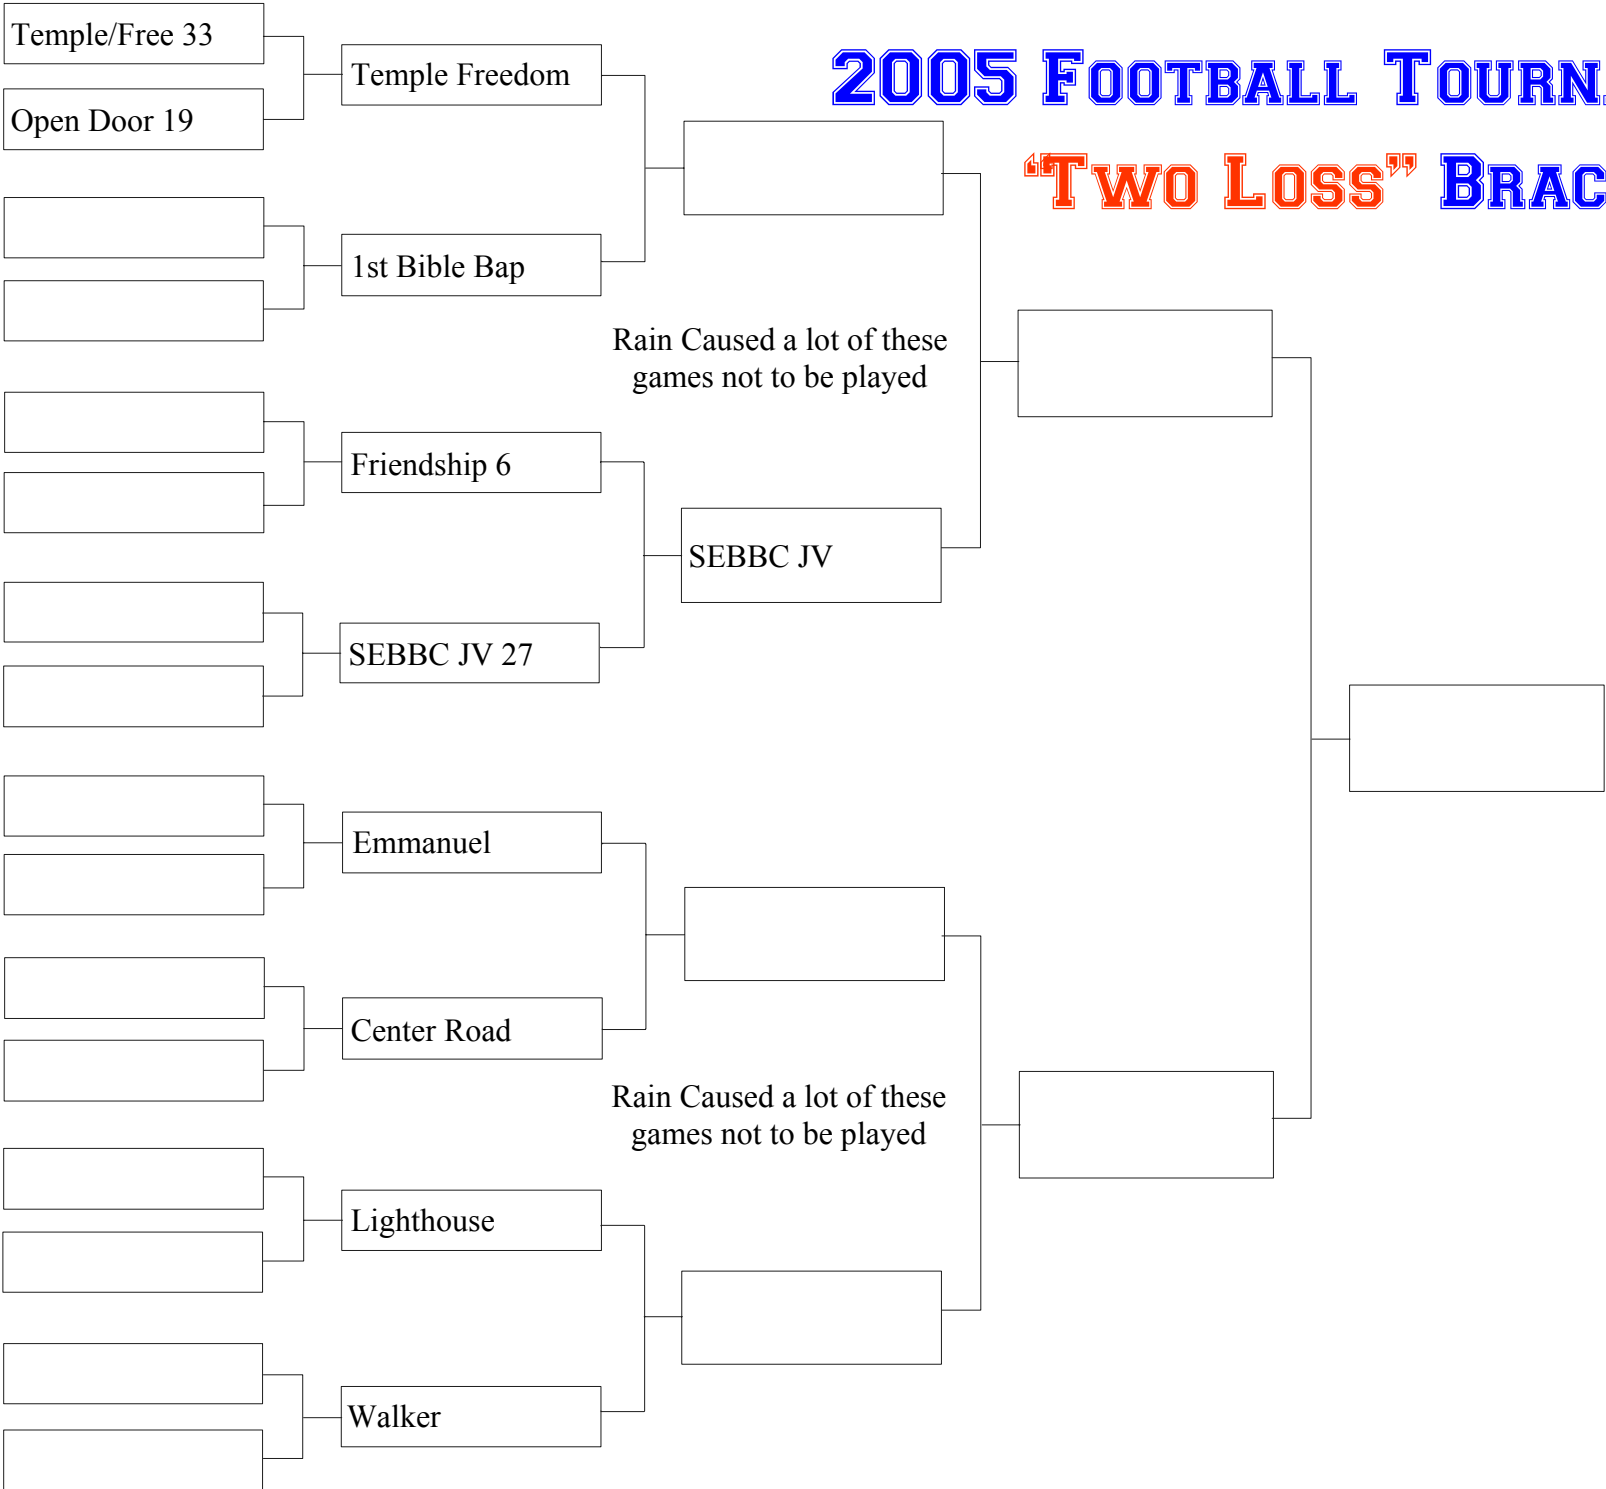 2005 FOOTBALL TOURN
"TWO LOSS" BRAC
Temple/Free 33
Open Door 19
Temple Freedom
1st Bible Bap
Rain Caused a lot of these
games not to be played
Friendship 6
SEBBC JV
SEBBC JV 27
Emmanuel
Center Road
Rain Caused a lot of these
games not to be played
Lighthouse
Walker